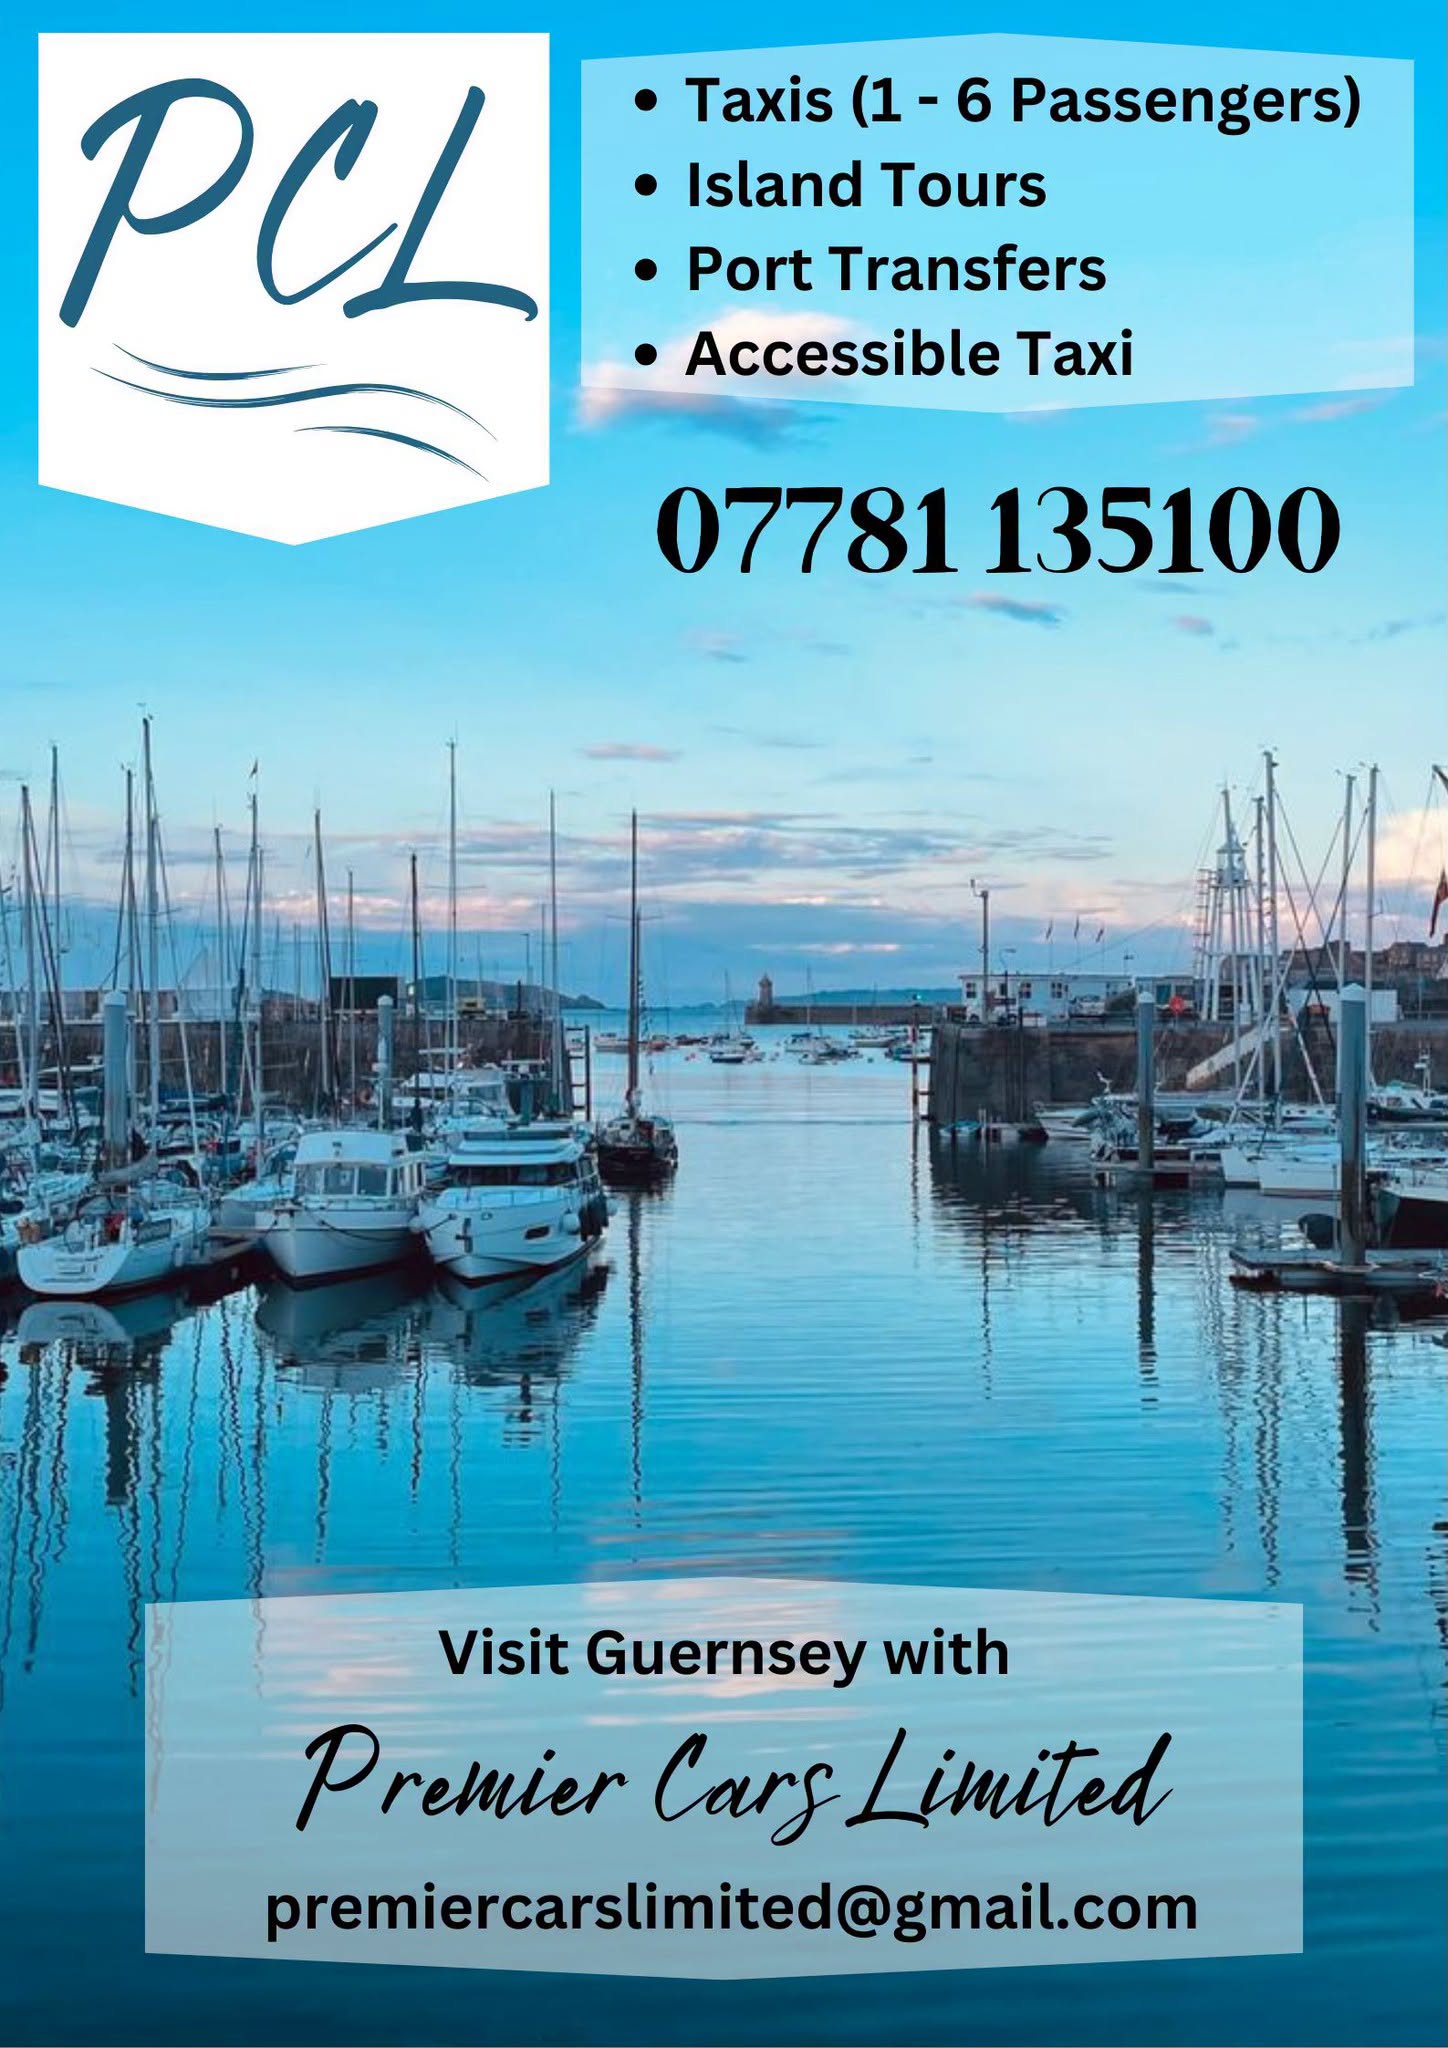 PCL
• Taxis (1 - 6 Passengers)
• Island Tours
• Port Transfers
• Accessible Taxi
07781 135100
Visit Guernsey with
Premier Cars Limited
premiercarslimited@gmail.com